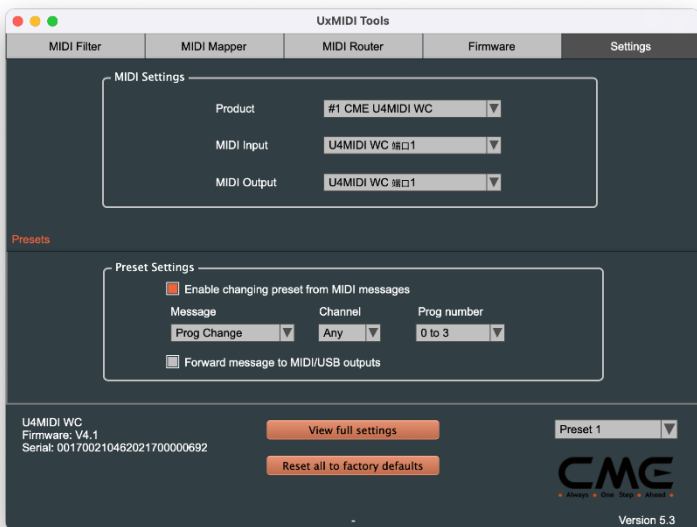 UxMIDI Tools
MIDI Filter
MIDI Mapper
MIDI Router
Firmware
Settings
MIDI Settings
Product
#1 CME U4MIDI WC
MIDI Input
U4MIDI WC 端口1
MIDI Output
U4MIDI WC 端口1
Presets
Preset Settings
Enable changing preset from MIDI messages
Message
Channel
Prog number
Prog Change
Any
0 to 3
Forward message to MIDI/USB outputs
U4MIDI WC
Firmware: V4.1
Serial: 001700210462021700000692
View full settings
Reset all to factory defaults
Preset 1
CME
Always • One Step • Ahead
-
Version 5.3